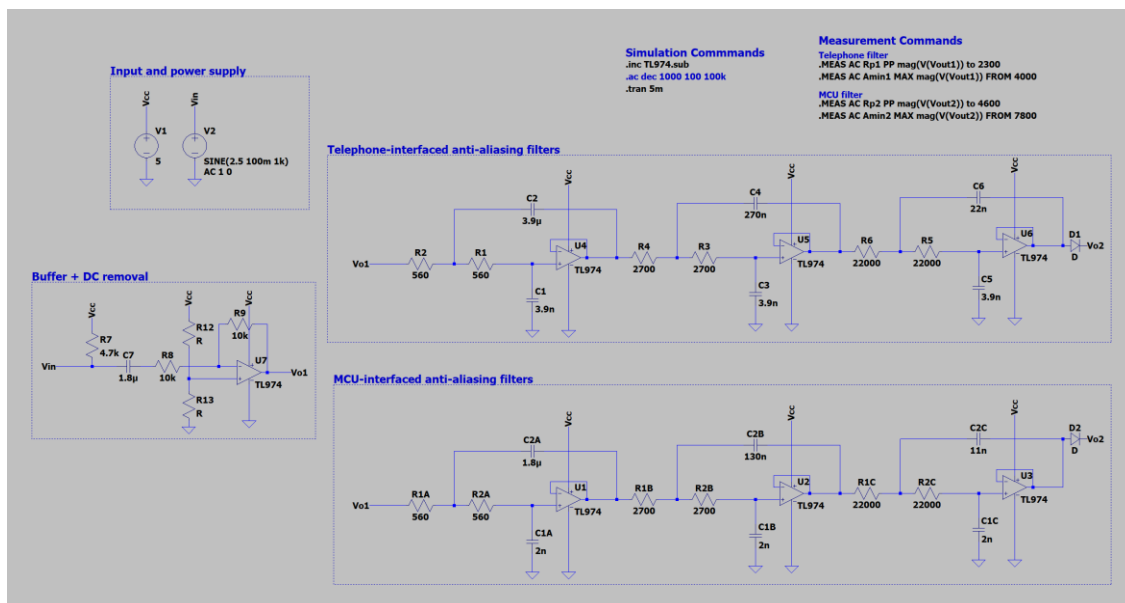 Simulation Commmands
.inc TL974.sub
.ac dec 1000 100 100k
.tran 5m
Measurement Commands
Telephone filter
.MEAS AC Rp1 PP mag(V(Vout1)) to 2300
.MEAS AC Amin1 MAX mag(V(Vout1)) FROM 4000
MCU filter
.MEAS AC Rp2 PP mag(V(Vout2)) to 4600
.MEAS AC Amin2 MAX mag(V(Vout2)) FROM 7800
Input and power supply
Vcc
V1
5
Vin
V2
SINE(2.5 100m 1k)
AC 1 0
Telephone-interfaced anti-aliasing filters
Vo1
R2
560
R1
560
C2
3.9µ
C1
3.9n
Vcc
U4
TL974
R4
2700
R3
2700
C4
270n
C3
3.9n
Vcc
U5
TL974
R6
22000
R5
22000
C6
22n
C5
3.9n
Vcc
U6
TL974
D1
D
Vo2
Buffer + DC removal
Vin
Vcc
R7
4.7k
C7
1.8µ
R8
10k
Vcc
R12
R
R13
R
Vcc
R9
10k
U7
TL974
Vo1
MCU-interfaced anti-aliasing filters
Vo1
R1A
560
R2A
560
C2A
1.8µ
C1A
2n
Vcc
U1
TL974
R1B
2700
R2B
2700
C2B
130n
C1B
2n
Vcc
U2
TL974
R1C
22000
R2C
22000
C2C
11n
C1C
2n
Vcc
U3
TL974
D2
D
Vo2